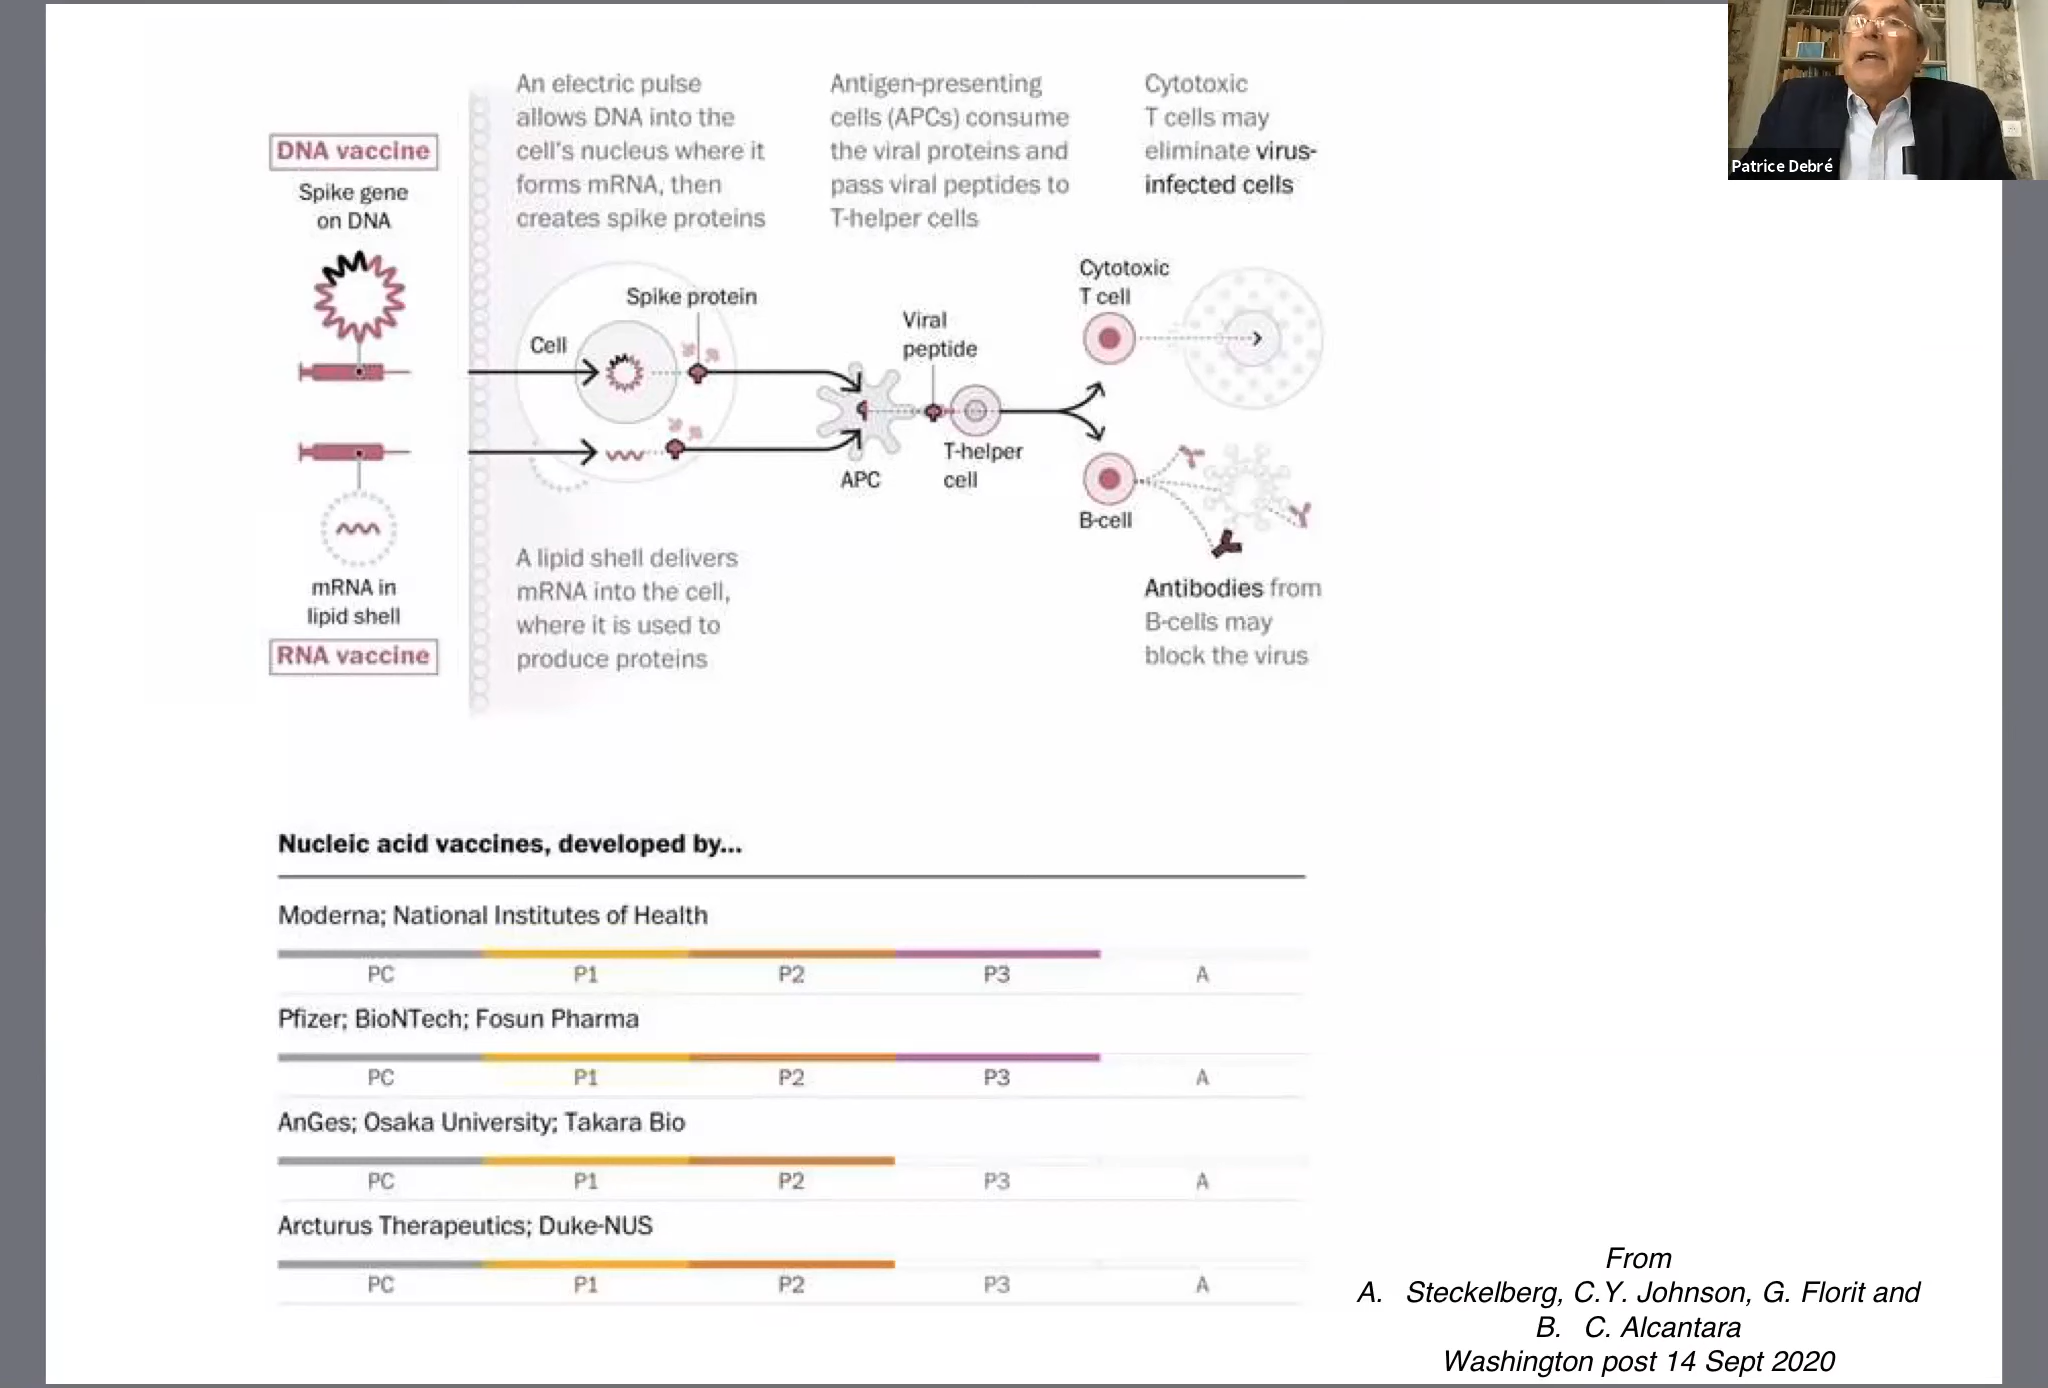 Patrice Debré
DNA vaccine
Spike gene
on DNA
An electric pulse
allows DNA into the
cell's nucleus where it
forms mRNA, then
creates spike proteins
Antigen-presenting
cells (APCs) consume
the viral proteins and
pass viral peptides to
T-helper cells
Cytotoxic
T cells may
eliminate virus-
infected cells
Cell
Spike protein
Viral
peptide
APC
T-helper
cell
Cytotoxic
T cell
B-cell
mRNA in
lipid shell
RNA vaccine
A lipid shell delivers
mRNA into the cell,
where it is used to
produce proteins
Antibodies from
B-cells may
block the virus
Nucleic acid vaccines, developed by...
Moderna; National Institutes of Health
PC P1 P2 P3 A
Pfizer; BioNTech; Fosun Pharma
PC P1 P2 P3 A
AnGes; Osaka University; Takara Bio
PC P1 P2 P3 A
Arcturus Therapeutics; Duke-NUS
PC P1 P2 P3 A
From
A. Steckelberg, C.Y. Johnson, G. Florit and
B. C. Alcantara
Washington post 14 Sept 2020